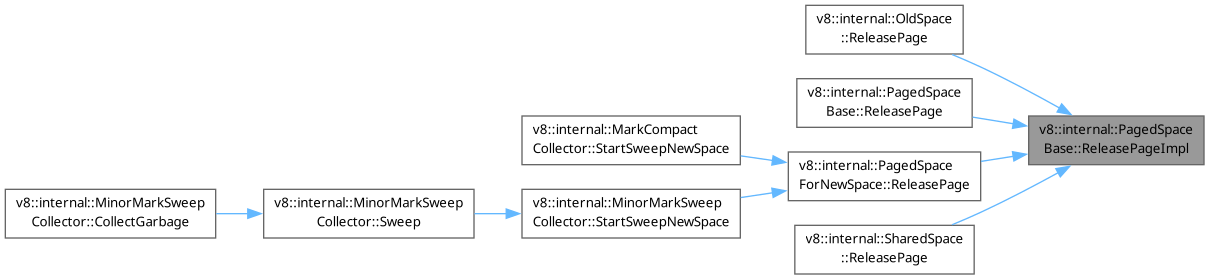 v8::internal::OldSpace
::ReleasePage
v8::internal::PagedSpace
Base::ReleasePage
v8::internal::MarkCompact
Collector::StartSweepNewSpace
v8::internal::PagedSpace
Base::ReleasePageImpl
v8::internal::PagedSpace
ForNewSpace::ReleasePage
v8::internal::MinorMarkSweep
Collector::CollectGarbage
v8::internal::MinorMarkSweep
Collector::Sweep
v8::internal::MinorMarkSweep
Collector::StartSweepNewSpace
v8::internal::SharedSpace
::ReleasePage